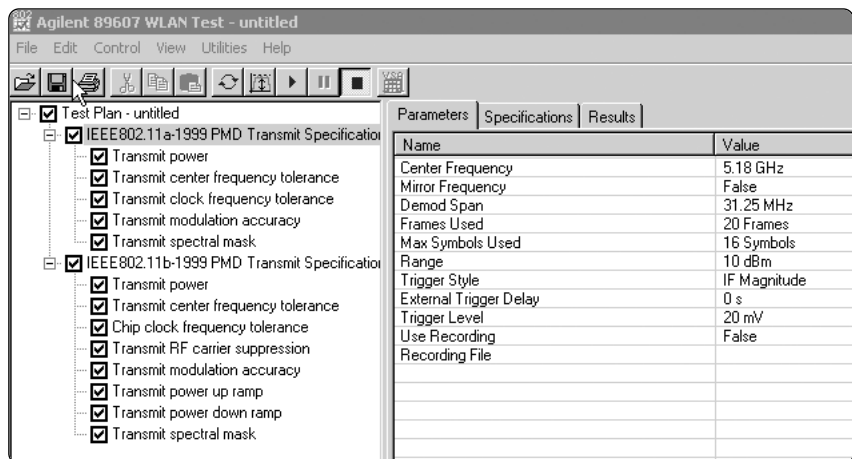 Agilent 89607 WLAN Test - untitled
File Edit Control View Utilities Help
Test Plan - untitled
IEEE802.11a-1999 PMD Transmit Specification
Transmit power
Transmit center frequency tolerance
Transmit clock frequency tolerance
Transmit modulation accuracy
Transmit spectral mask
IEEE802.11b-1999 PMD Transmit Specification
Transmit power
Transmit center frequency tolerance
Chip clock frequency tolerance
Transmit RF carrier suppression
Transmit modulation accuracy
Transmit power up ramp
Transmit power down ramp
Transmit spectral mask
Parameters Specifications Results
Name Value
Center Frequency 5.18 GHz
Mirror Frequency False
Demod Span 31.25 MHz
Frames Used 20 Frames
Max Symbols Used 16 Symbols
Range 10 dBm
Trigger Style IF Magnitude
External Trigger Delay 0 s
Trigger Level 20 mV
Use Recording False
Recording File